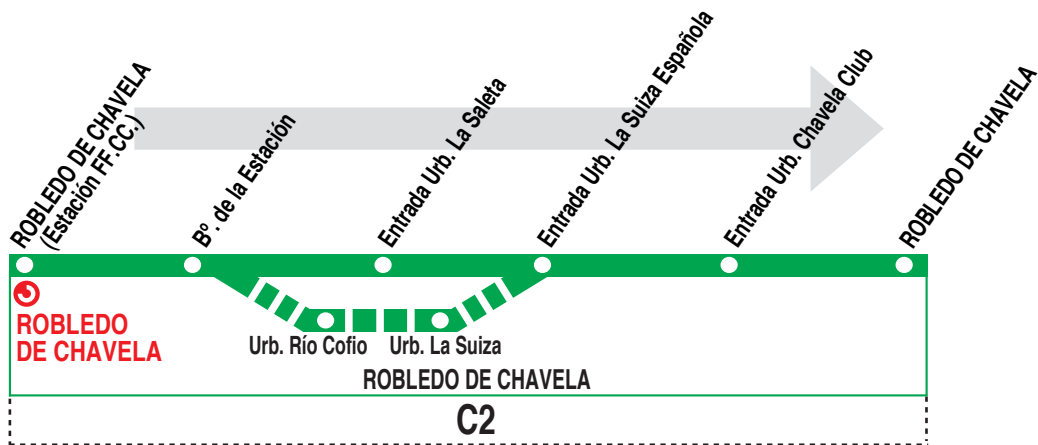 ROBLEDO DE CHAVELA
(Estación FF.CC.)
Bº. de la Estación
Entrada Urb. La Saleta
Entrada Urb. La Suiza Española
Entrada Urb. Chavela Club
ROBLEDO DE CHAVELA
ROBLEDO
DE CHAVELA
Urb. Río Cofio
Urb. La Suiza
ROBLEDO DE CHAVELA
C2